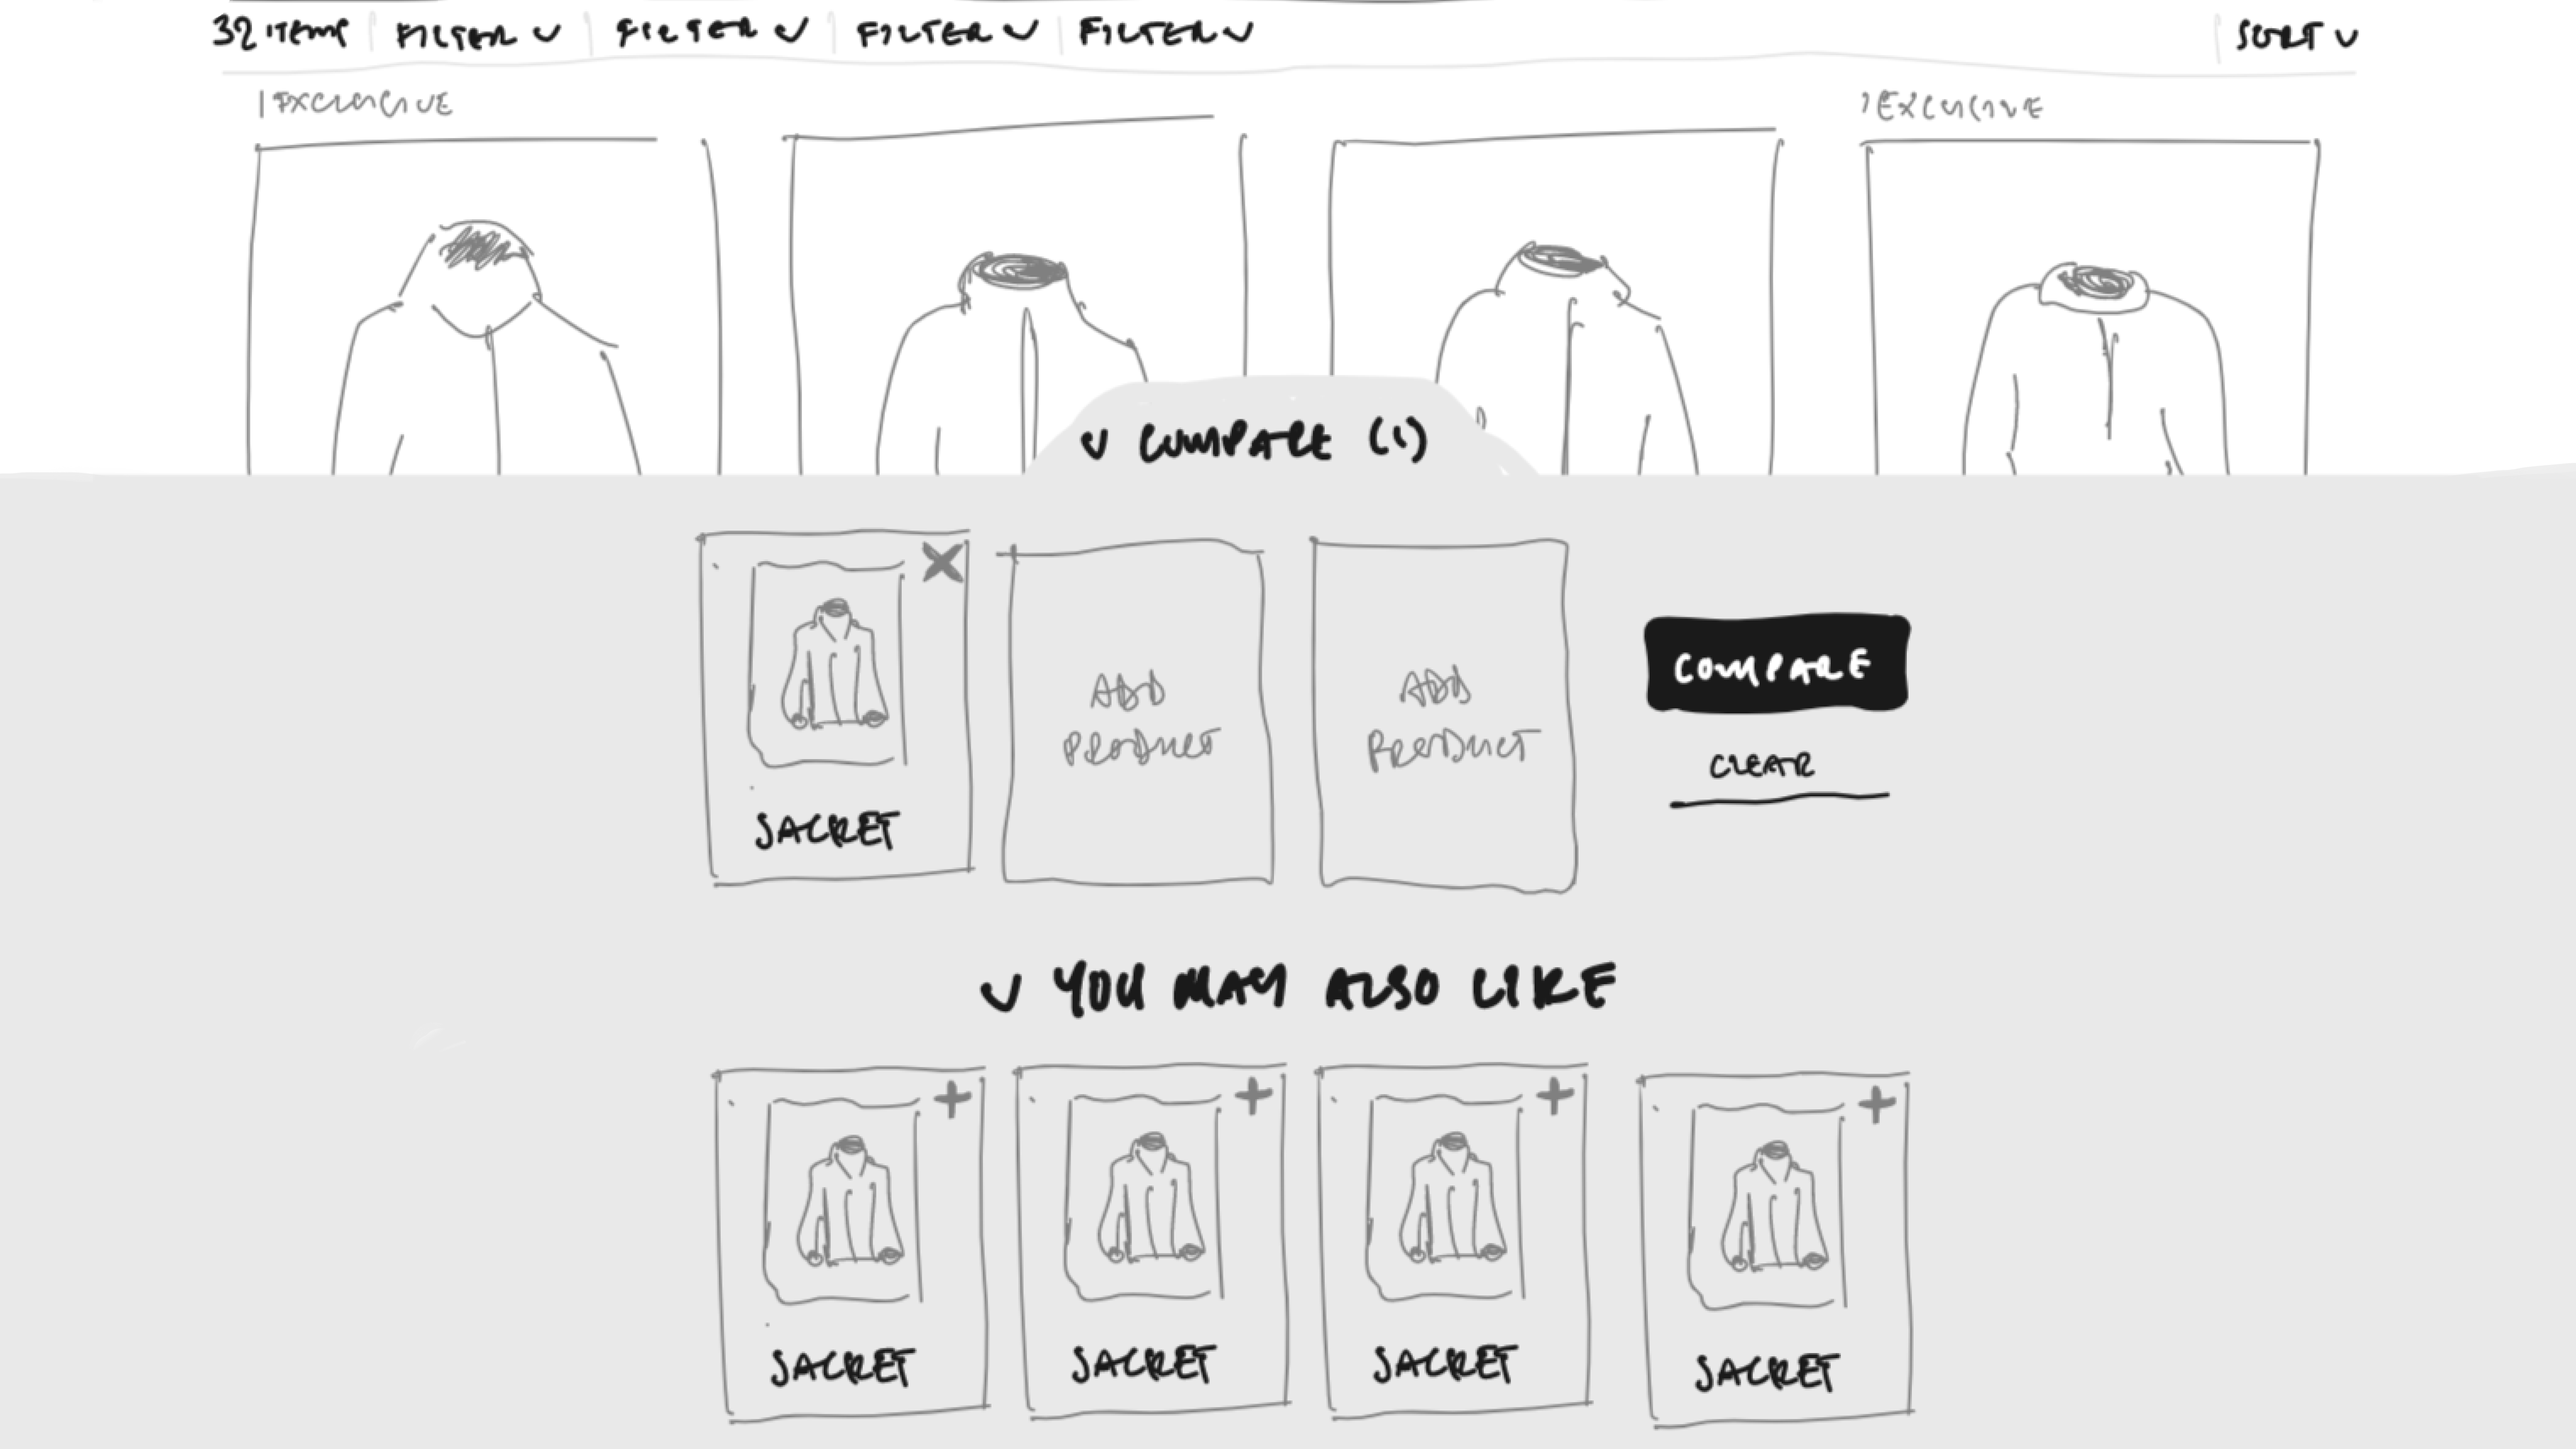 32 ITEMS FILTER FILTER FILTER FILTER SORT
EXCLUSIVE EXCLUSIVE
COMPARE (1)
ADD PRODUCT
ADD PRODUCT
COMPARE
CLEAR
JACKET
YOU MAY ALSO LIKE
JACKET JACKET JACKET JACKET